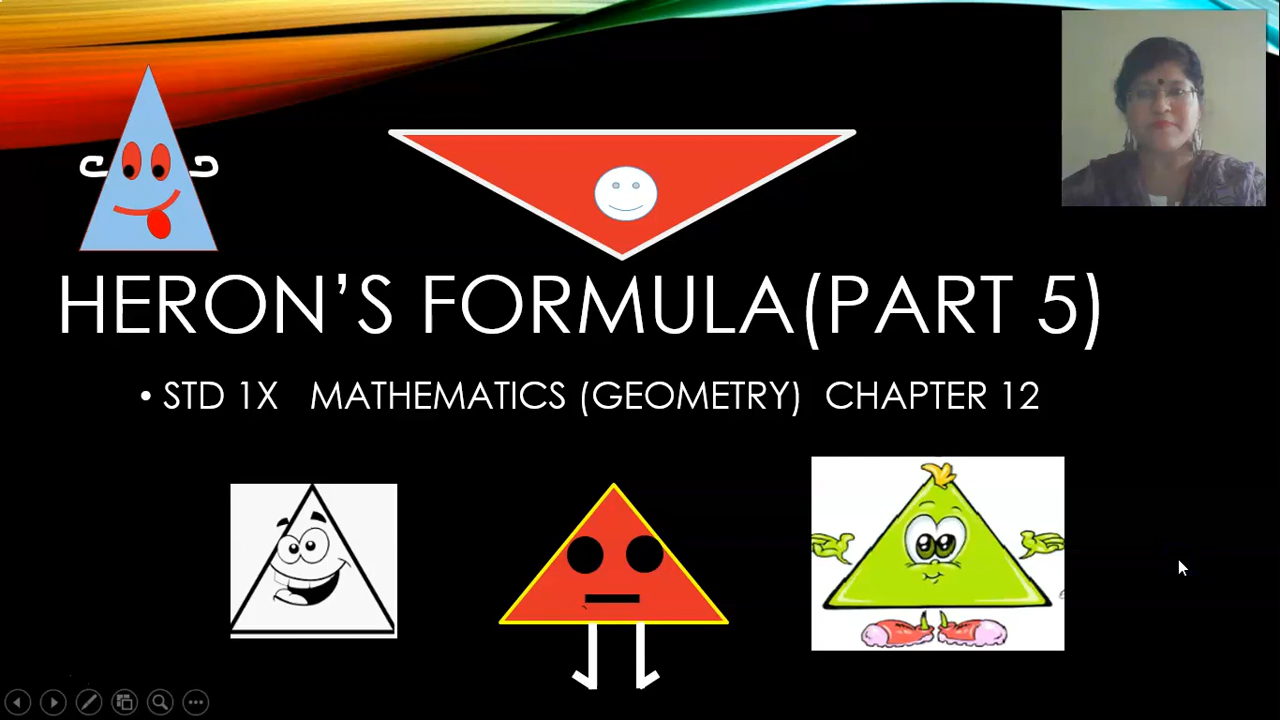 HERON’S FORMULA(PART 5)
• STD 1X MATHEMATICS (GEOMETRY) CHAPTER 12